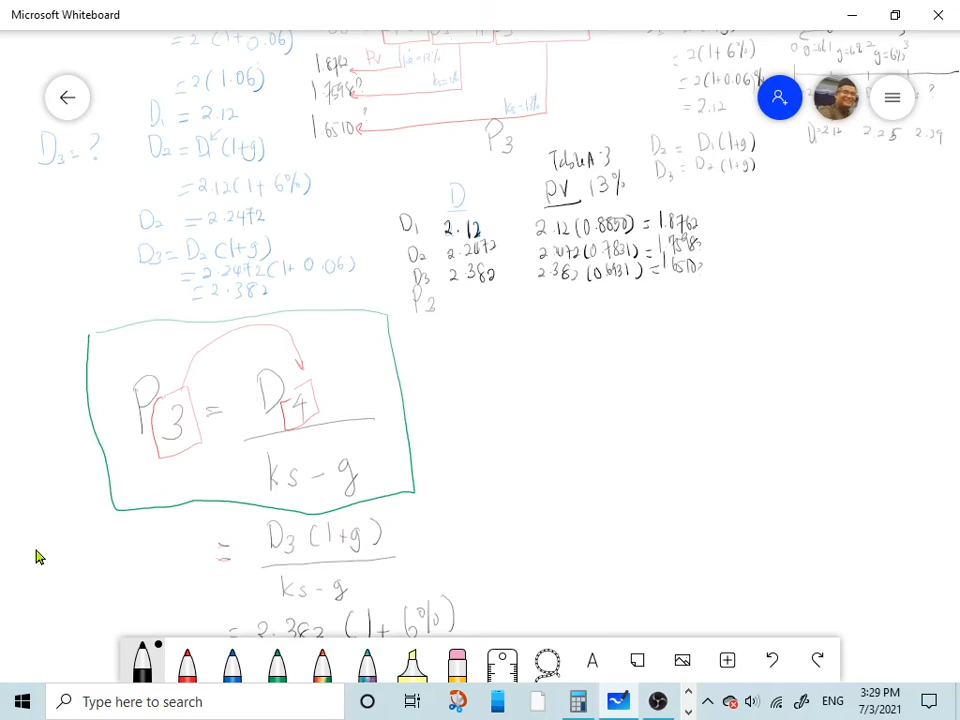 Microsoft Whiteboard
= 2 (1+0.06)
= 2 (1.06)
D1 = 2.12
D3 = ?
D2 = D1 (1+g)
= 2.12 (1+6%)
D2 = 2.2472
D3 = D2 (1+g)
= 2.2472 (1+0.06)
= 2.382
PV
1.6510
P3
Table A-3
D
PV 13%
D1 2.12 2.12 (0.8850) = 1.8762
D2 2.2472
D3 2.382 2.382 (0.6931) = 1.6510
P3
= 2(1+6%)
= 2(1+0.06)
= 2.12
D2 = D1(1+g)
D3 = D2 (1+g)
2.39
P3 = D4
ks - g
= D3 (1+g)
ks - g
= 2.382 (1+6%)
A
Type here to search
ENG
3:29 PM
7/3/2021